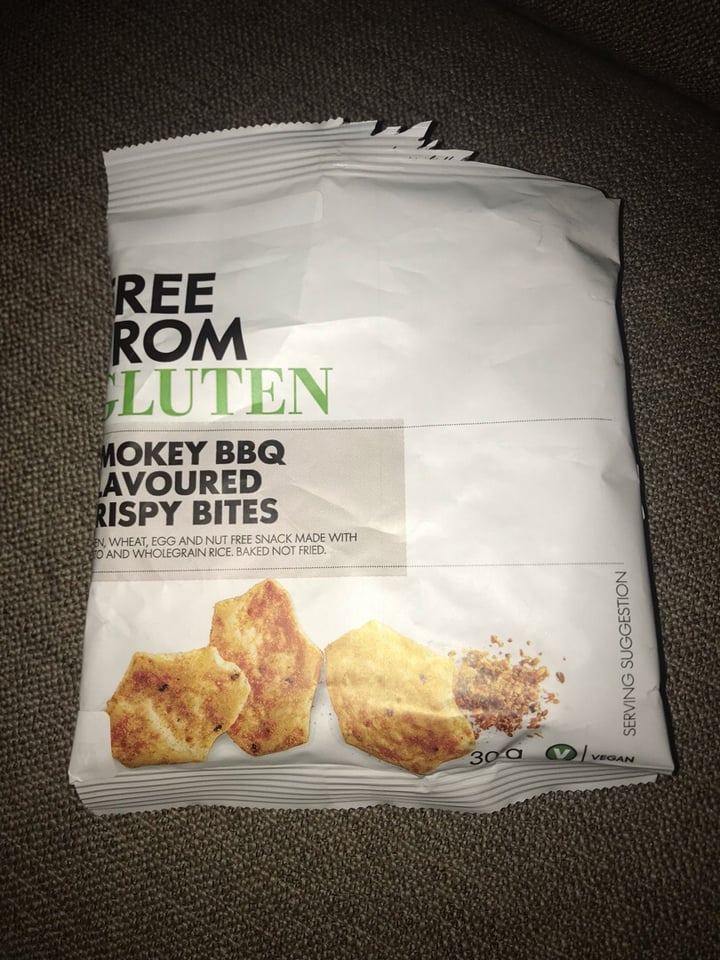 REE
ROM
GLUTEN
MOKEY BBQ
LAVOURED
RISPY BITES
EN, WHEAT, EGG AND NUT FREE SNACK MADE WITH
TO AND WHOLEGRAIN RICE. BAKED NOT FRIED.
SERVING SUGGESTION
30 g
V | VEGAN